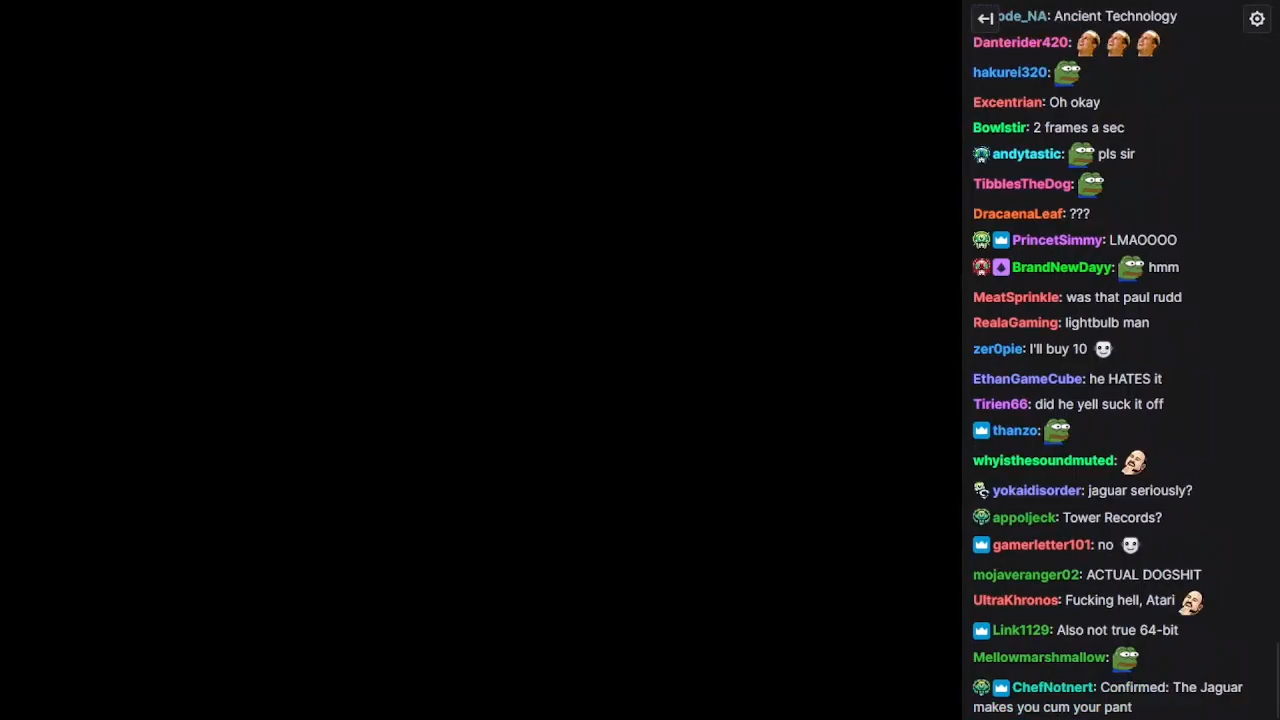 ode_NA: Ancient Technology
Danterider420:
hakurei320:
Excentrian: Oh okay
Bowlstir: 2 frames a sec
andytastic: pls sir
TibblesTheDog:
DracaenaLeaf: ???
PrincetSimmy: LMAOOOO
BrandNewDayy: hmm
MeatSprinkle: was that paul rudd
RealaGaming: lightbulb man
zer0pie: I'll buy 10
EthanGameCube: he HATES it
Tirien66: did he yell suck it off
thanzo:
whyisthesoundmuted:
yokaidisorder: jaguar seriously?
appoljeck: Tower Records?
gamerletter101: no
mojaveranger02: ACTUAL DOGSHIT
UltraKhronos: Fucking hell, Atari
Link1129: Also not true 64-bit
Mellowmarshmallow:
ChefNotnert: Confirmed: The Jaguar
makes you cum your pant